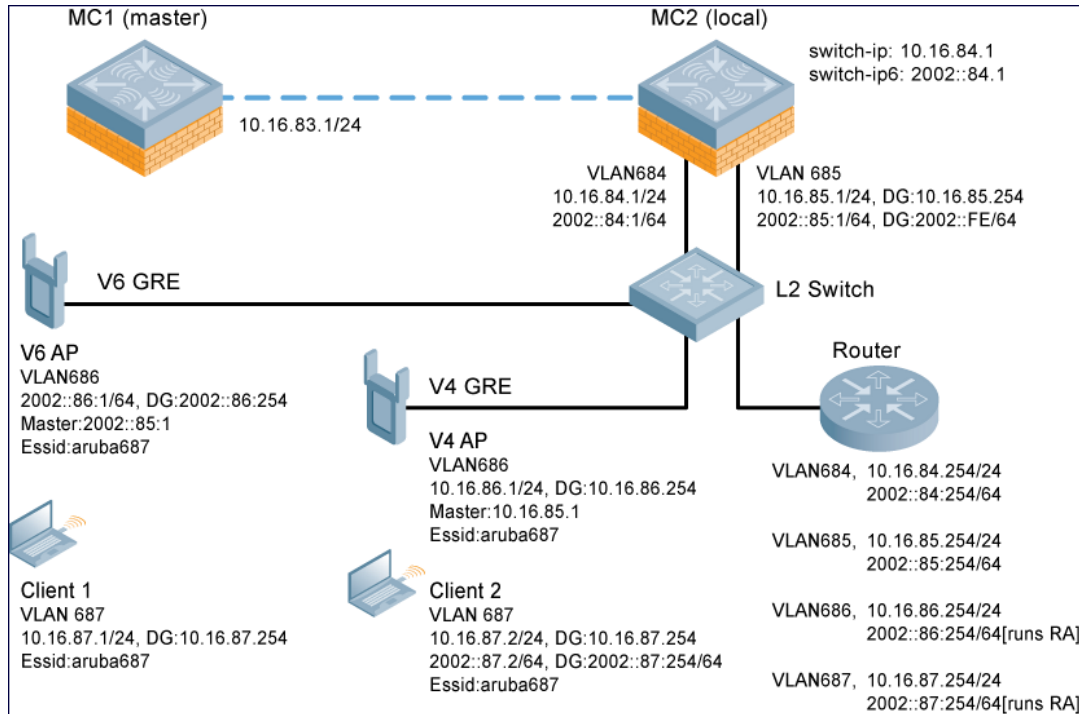 MC1 (master)
MC2 (local)
switch-ip: 10.16.84.1
switch-ip6: 2002::84.1
10.16.83.1/24
VLAN684
10.16.84.1/24
2002::84:1/64
VLAN 685
10.16.85.1/24, DG:10.16.85.254
2002::85:1/64, DG:2002::FE/64
V6 GRE
L2 Switch
V6 AP
VLAN686
2002::86:1/64, DG:2002::86:254
Master:2002::85:1
Essid:aruba687
V4 GRE
V4 AP
VLAN686
10.16.86.1/24, DG:10.16.86.254
Master:10.16.85.1
Essid:aruba687
Router
VLAN684, 10.16.84.254/24
2002::84:254/64
VLAN685, 10.16.85.254/24
2002::85:254/64
VLAN686, 10.16.86.254/24
2002::86:254/64[runs RA]
VLAN687, 10.16.87.254/24
2002::87:254/64[runs RA]
Client 1
VLAN 687
10.16.87.1/24, DG:10.16.87.254
Essid:aruba687
Client 2
VLAN 687
10.16.87.2/24, DG:10.16.87.254
2002::87.2/64, DG:2002::87:254/64
Essid:aruba687